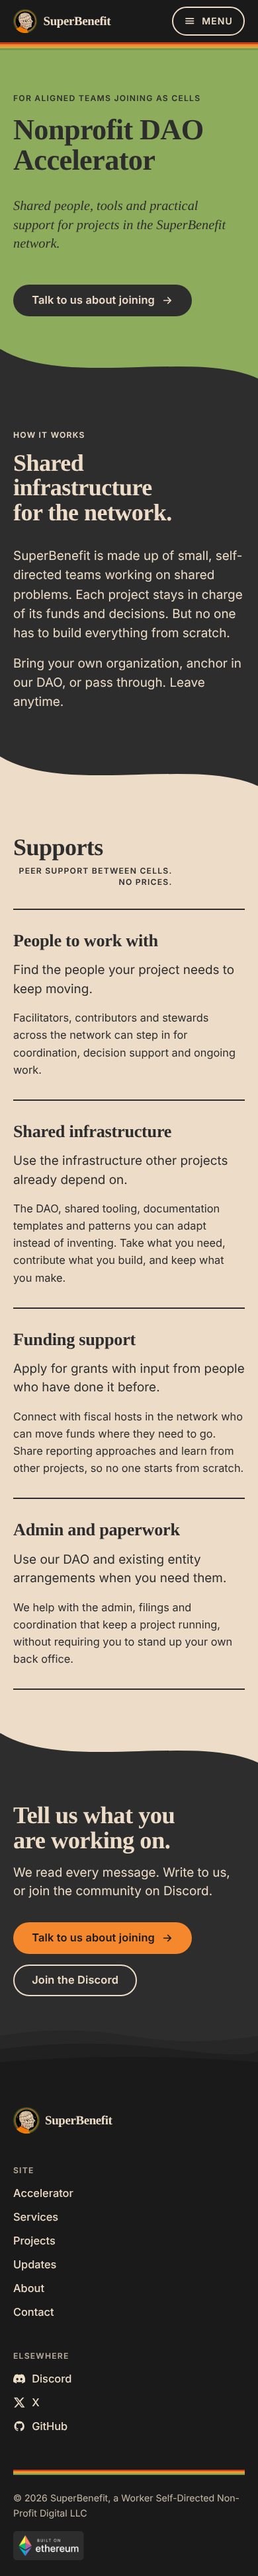 SuperBenefit
MENU
FOR ALIGNED TEAMS JOINING AS CELLS
Nonprofit DAO
Accelerator
Shared people, tools and practical
support for projects in the SuperBenefit
network.
Talk to us about joining →
HOW IT WORKS
Shared
infrastructure
for the network.
SuperBenefit is made up of small, self-
directed teams working on shared
problems. Each project stays in charge
of its funds and decisions. But no one
has to build everything from scratch.
Bring your own organization, anchor in
our DAO, or pass through. Leave
anytime.
Supports
PEER SUPPORT BETWEEN CELLS.
NO PRICES.
People to work with
Find the people your project needs to
keep moving.
Facilitators, contributors and stewards
across the network can step in for
coordination, decision support and ongoing
work.
Shared infrastructure
Use the infrastructure other projects
already depend on.
The DAO, shared tooling, documentation
templates and patterns you can adapt
instead of inventing. Take what you need,
contribute what you build, and keep what
you make.
Funding support
Apply for grants with input from people
who have done it before.
Connect with fiscal hosts in the network who
can move funds where they need to go.
Share reporting approaches and learn from
other projects, so no one starts from scratch.
Admin and paperwork
Use our DAO and existing entity
arrangements when you need them.
We help with the admin, filings and
coordination that keep a project running,
without requiring you to stand up your own
back office.
Tell us what you
are working on.
We read every message. Write to us,
or join the community on Discord.
Talk to us about joining →
Join the Discord
SuperBenefit
SITE
Accelerator
Services
Projects
Updates
About
Contact
ELSEWHERE
Discord
X
GitHub
© 2026 SuperBenefit, a Worker Self-Directed Non-
Profit Digital LLC
BUILT ON
ethereum